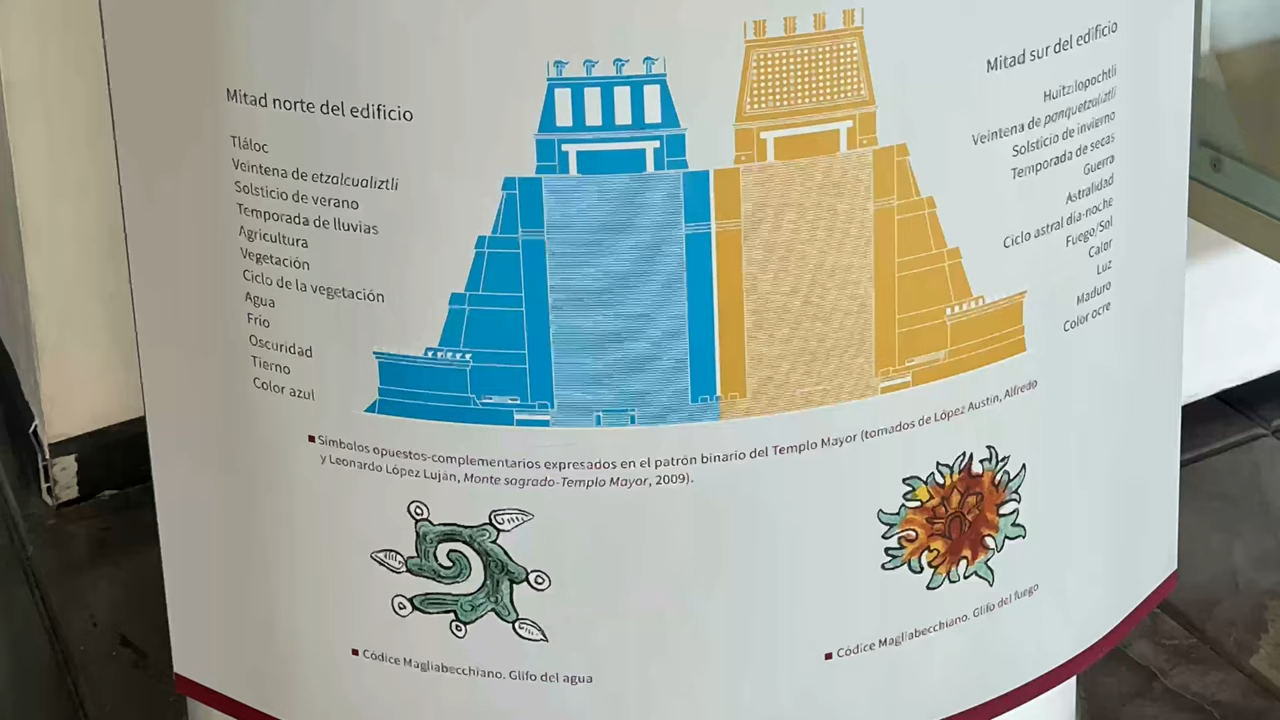 Mitad norte del edificio
Tláloc
Veintena de etzalcualiztli
Solsticio de verano
Temporada de lluvias
Agricultura
Vegetación
Ciclo de la vegetación
Agua
Frío
Oscuridad
Tierno
Color azul
Mitad sur del edificio
Huitzilopochtli
Veintena de panquetzaliztli
Solsticio de invierno
Temporada de secas
Guerra
Astralidad
Ciclo astral día-noche
Fuego/Sol
Calor
Luz
Maduro
Color ocre
Símbolos opuestos-complementarios expresados en el patrón binario del Templo Mayor (tomados de López Austin, Alfredo
y Leonardo López Luján, Monte sagrado-Templo Mayor, 2009).
Códice Magliabecchiano. Glifo del agua
Códice Magliabecchiano. Glifo del fuego